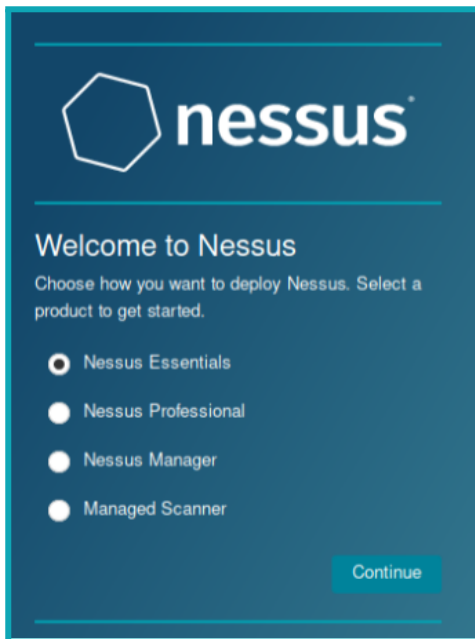 nessus
Welcome to Nessus
Choose how you want to deploy Nessus. Select a
product to get started.
Nessus Essentials
Nessus Professional
Nessus Manager
Managed Scanner
Continue